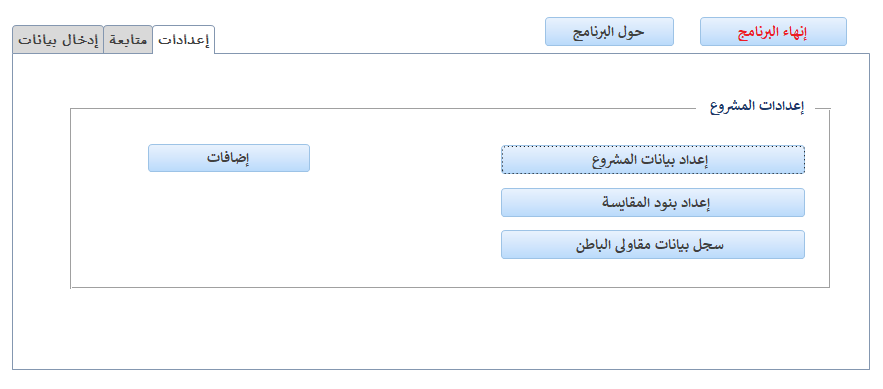 إنهاء البرنامج
حول البرنامج
إعدادات
متابعة
إدخال بيانات
إعدادات المشروع
إعداد بيانات المشروع
إضافات
إعداد بنود المقايسة
سجل بيانات مقاولى الباطن